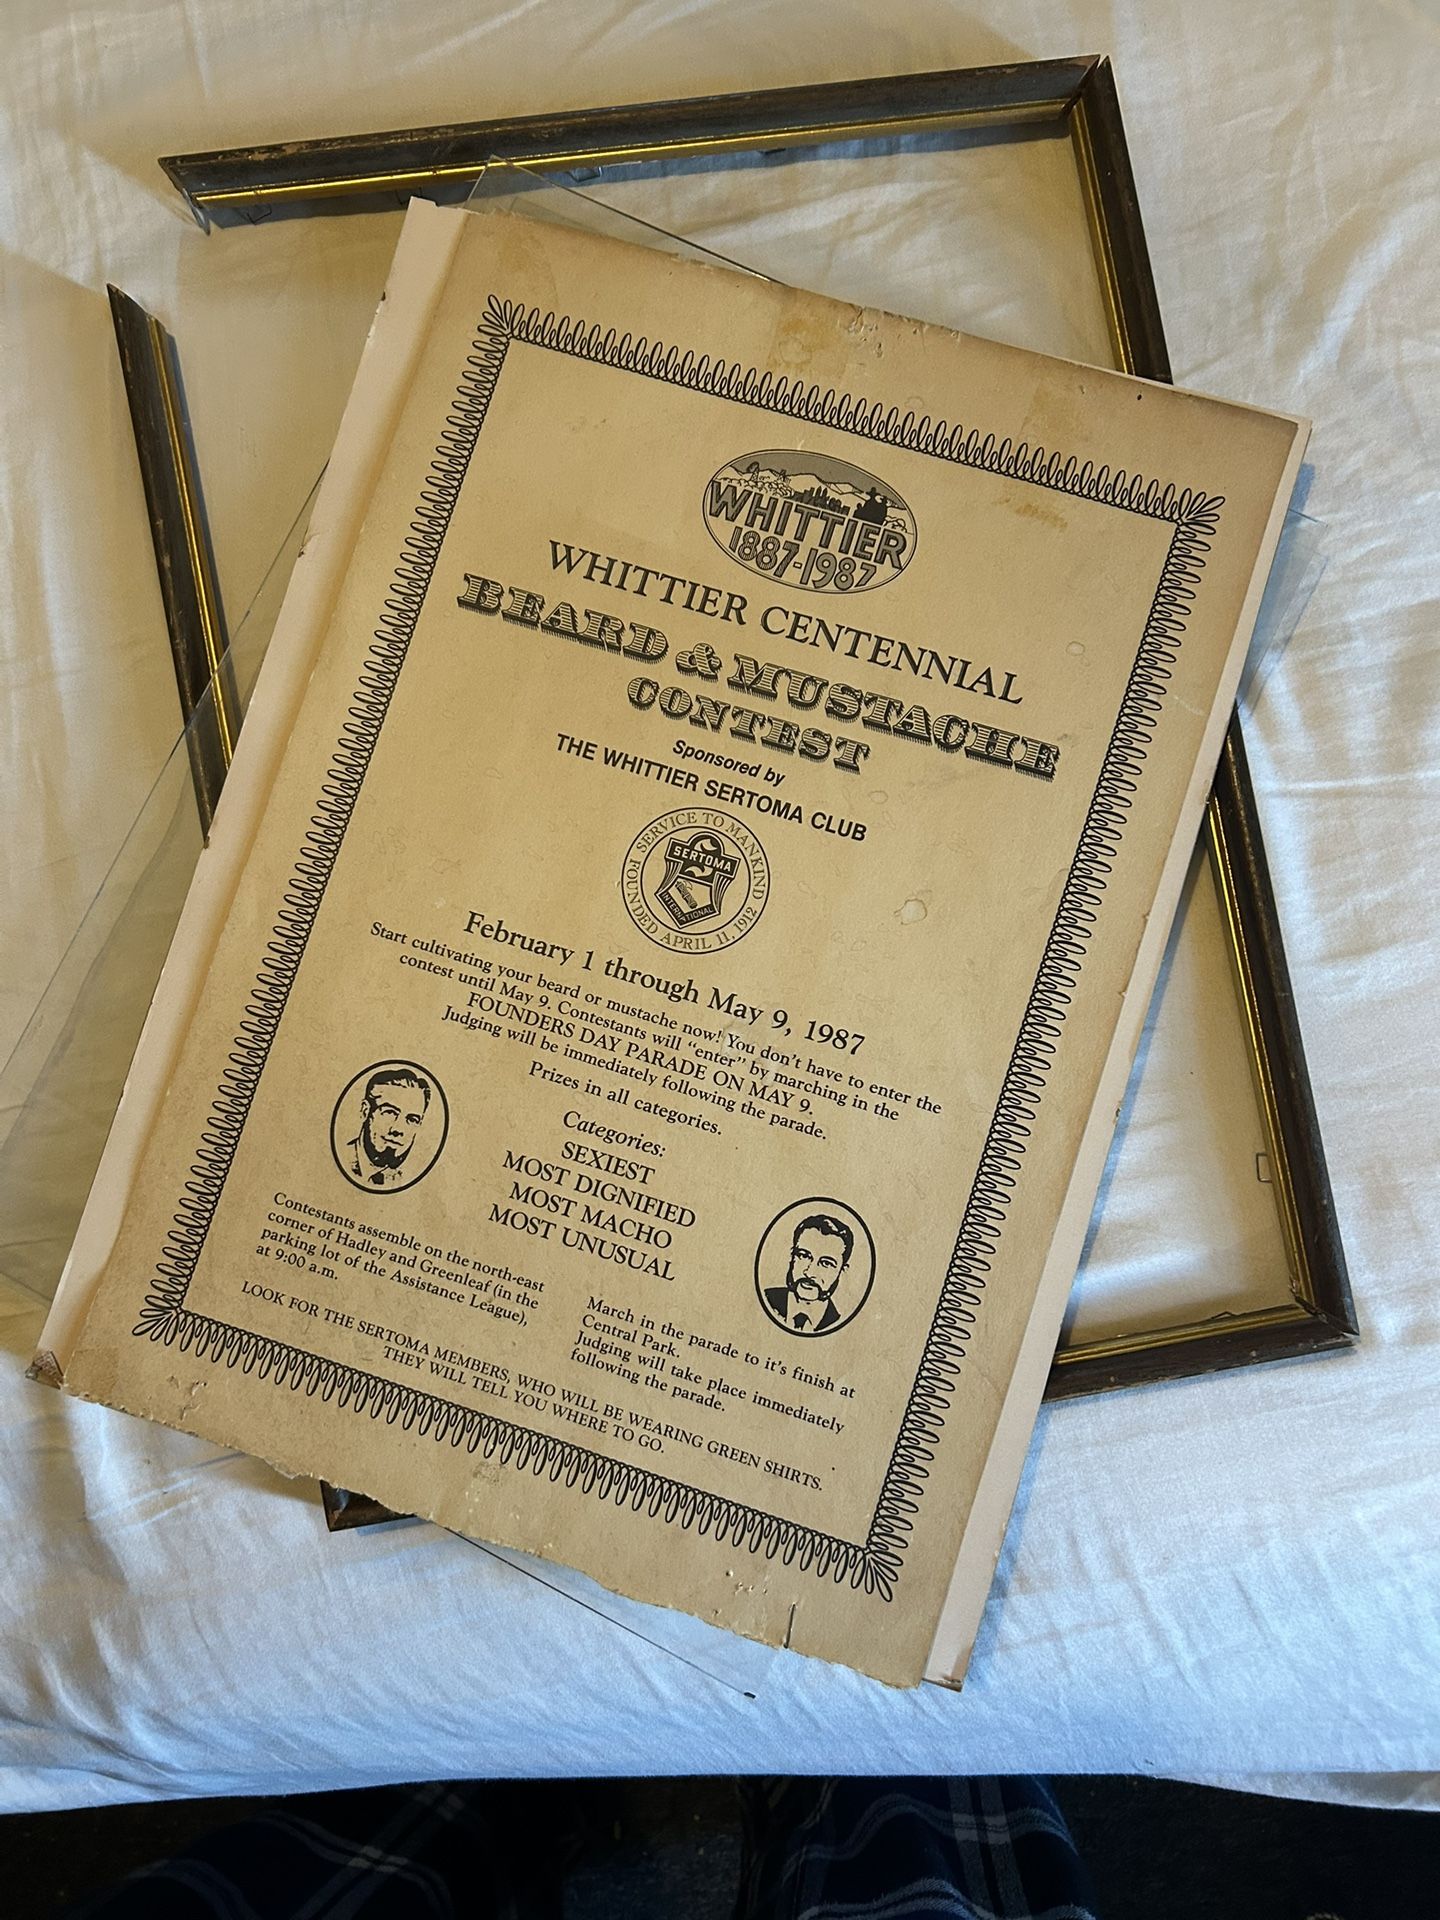 WHITTIER
1887-1987
WHITTIER CENTENNIAL
BEARD & MUSTACHE
CONTEST
Sponsored by
THE WHITTIER SERTOMA CLUB
SERVICE TO MANKIND
SERTOMA
INTERNATIONAL
FOUNDED APRIL 11, 1912
February 1 through May 9, 1987
Start cultivating your beard or mustache now! You don't have to enter the
contest until May 9. Contestants will "enter" by marching in the
FOUNDERS DAY PARADE ON MAY 9.
Judging will be immediately following the parade.
Prizes in all categories.
Categories:
SEXIEST
MOST DIGNIFIED
MOST MACHO
MOST UNUSUAL
Contestants assemble on the north-east
corner of Hadley and Greenleaf (in the
parking lot of the Assistance League),
at 9:00 a.m.
March in the parade to it's finish at
Central Park.
Judging will take place immediately
following the parade.
LOOK FOR THE SERTOMA MEMBERS, WHO WILL BE WEARING GREEN SHIRTS.
THEY WILL TELL YOU WHERE TO GO.